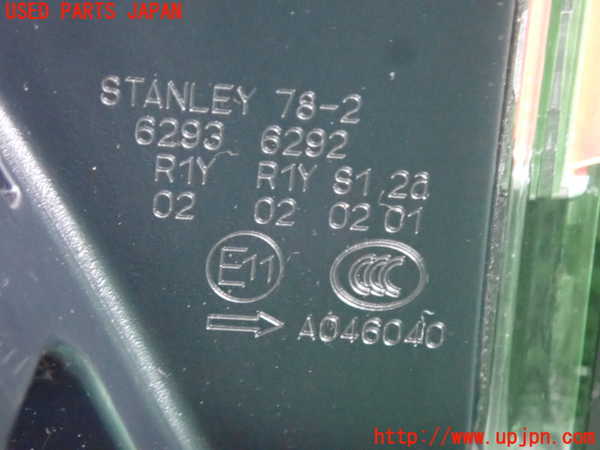 USED PARTS JAPAN
STANLEY 78-2
6293 6292
R1Y R1Y S1,2a
02 02 02 01
E11 CCC
A046040
http://www.upjpn.com/